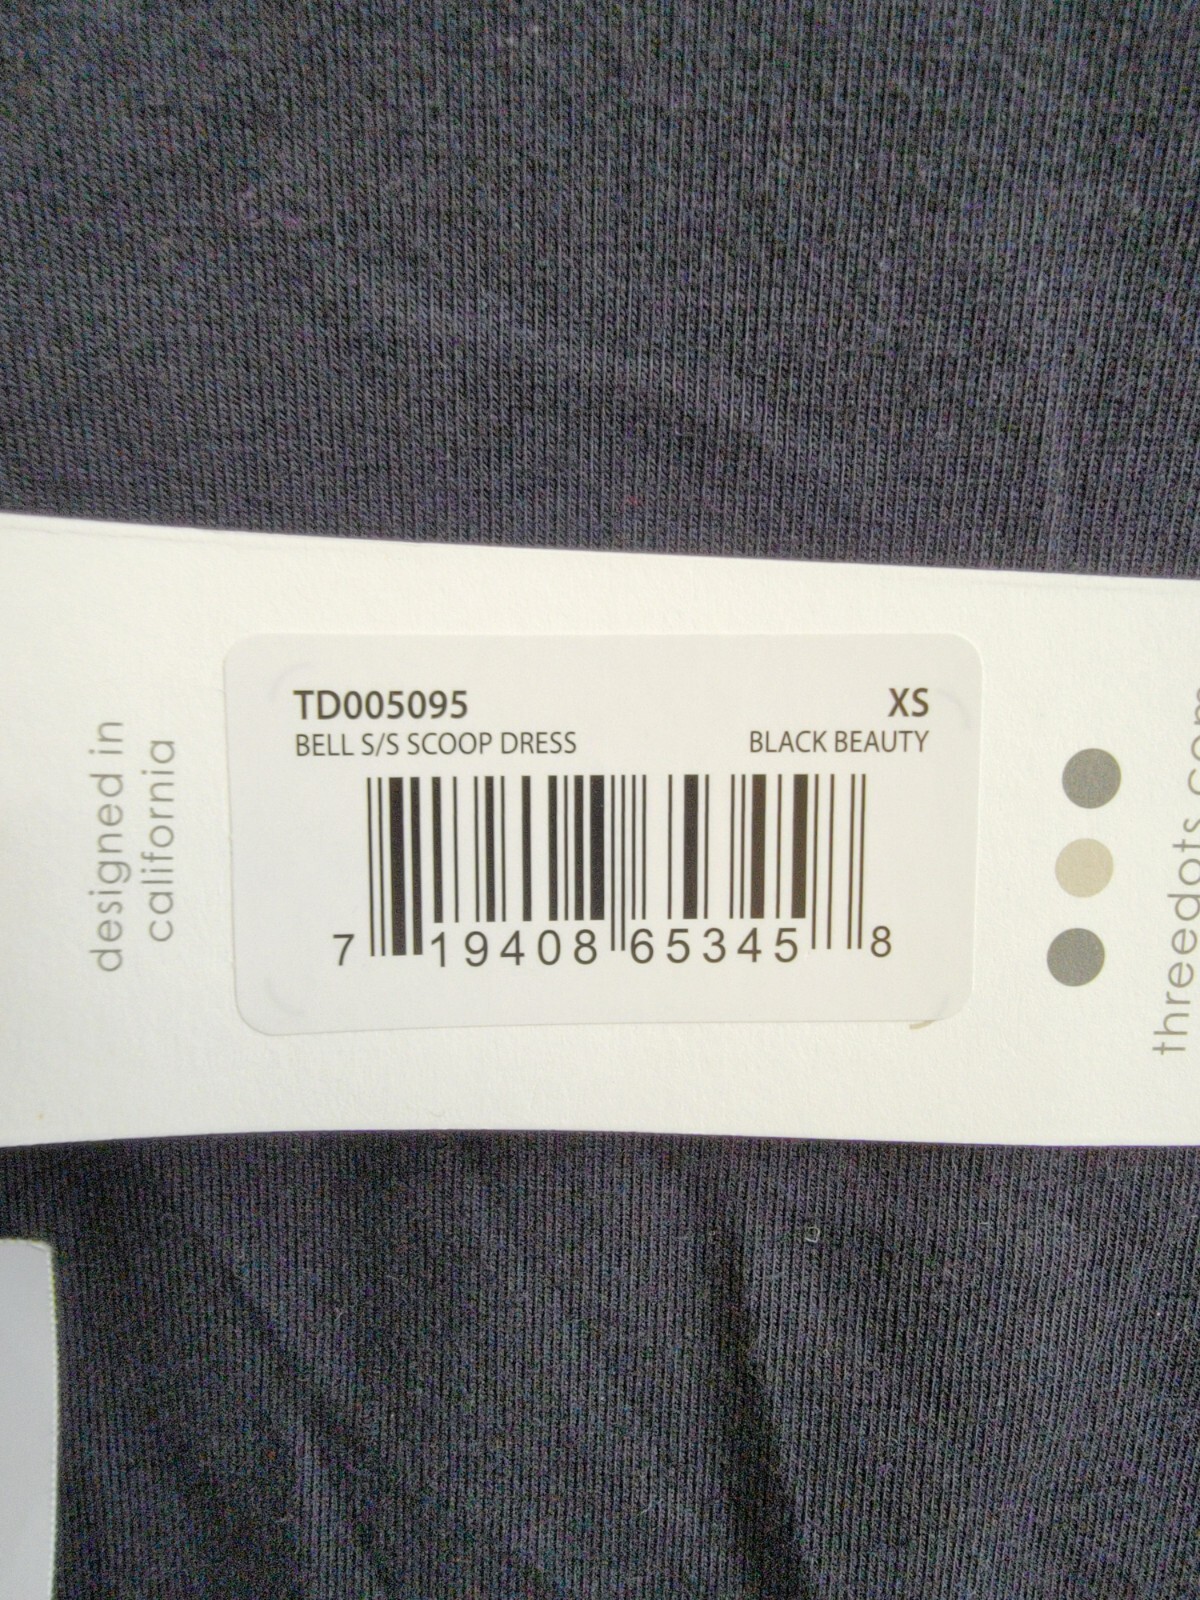 designed in
california
TD005095 XS
BELL S/S SCOOP DRESS BLACK BEAUTY
7 19408 65345 8
threedots.com